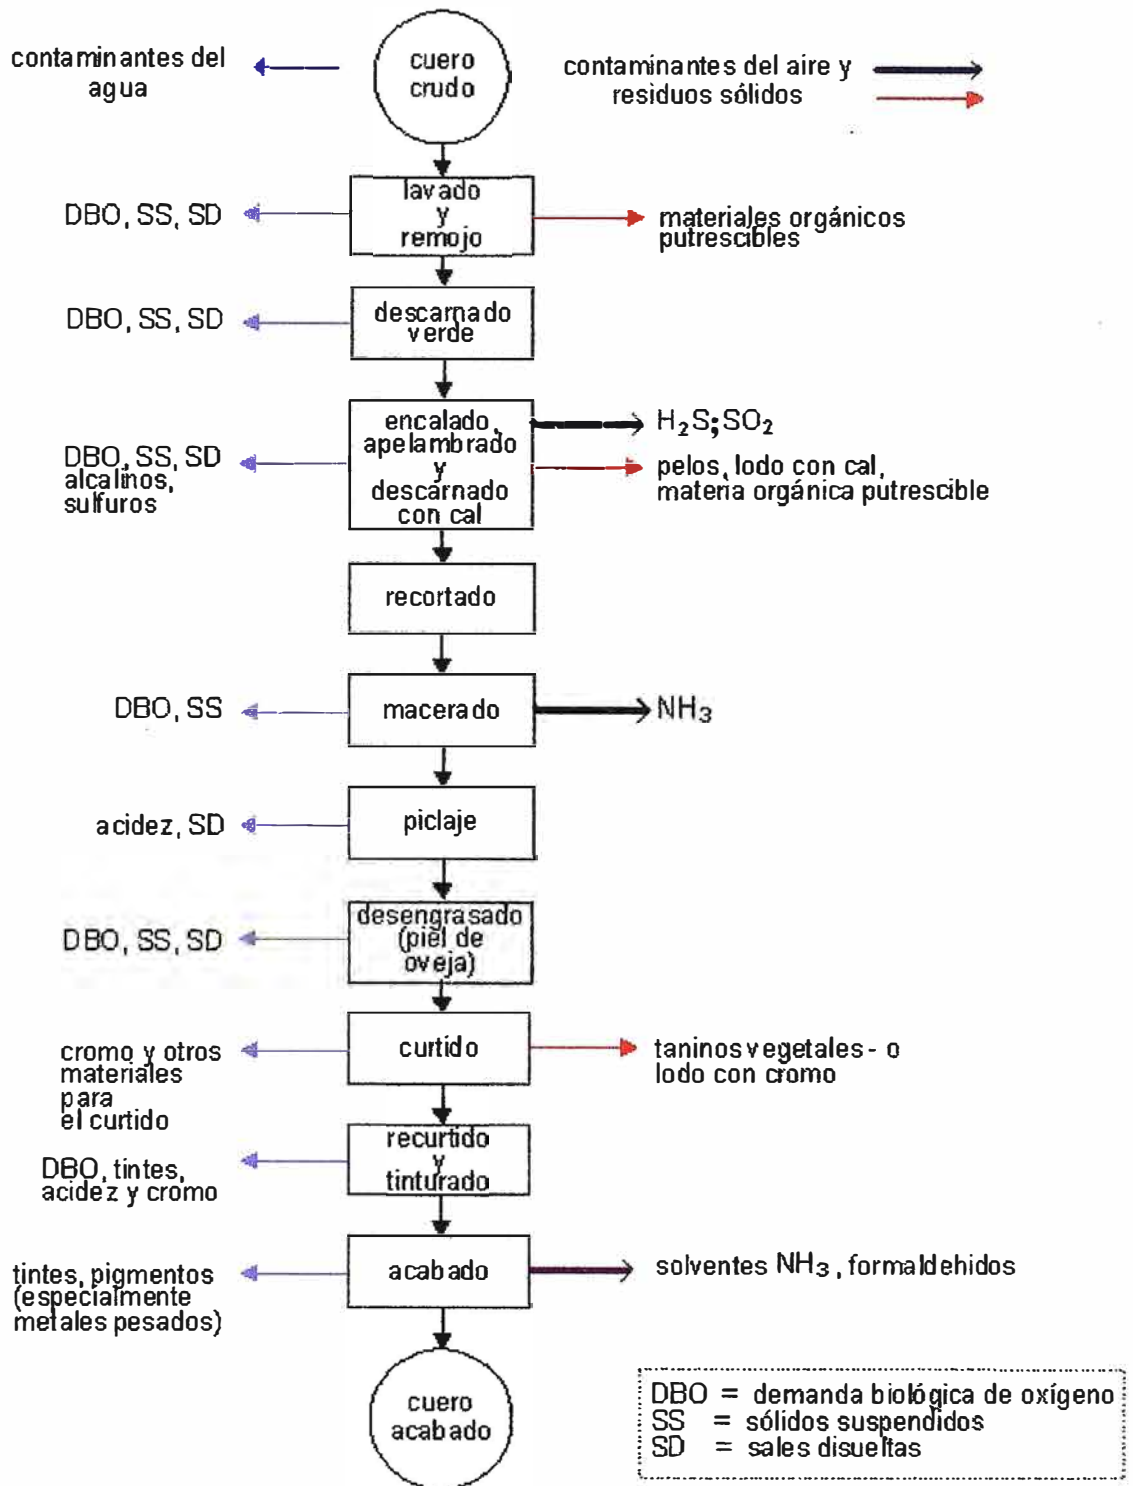 contaminantes del
agua
cuero
crudo
contaminantes del aire y
residuos sólidos
DBO, SS, SD
lavado
y
remojo
materiales orgánicos
putrescibles
DBO, SS, SD
descarnado
verde
DBO, SS, SD
alcalinos,
sulfuros
encalado,
apelambrado
y
descarnado
con cal
H₂S;SO₂
pelos, lodo con cal,
materia orgánica putrescible
recortado
DBO, SS
macerado
NH₃
acidez, SD
piclaje
DBO, SS, SD
desengrasado
(piel de
oveja)
cromo y otros
materiales
para
el curtido
curtido
taninos vegetales - o
lodo con cromo
DBO, tintes,
acidez y cromo
recurtido
y
tinturado
tintes, pigmentos
(especialmente
metales pesados)
acabado
solventes NH₃, formaldehidos
cuero
acabado
DBO = demanda biológica de oxígeno
SS = sólidos suspendidos
SD = sales disueltas